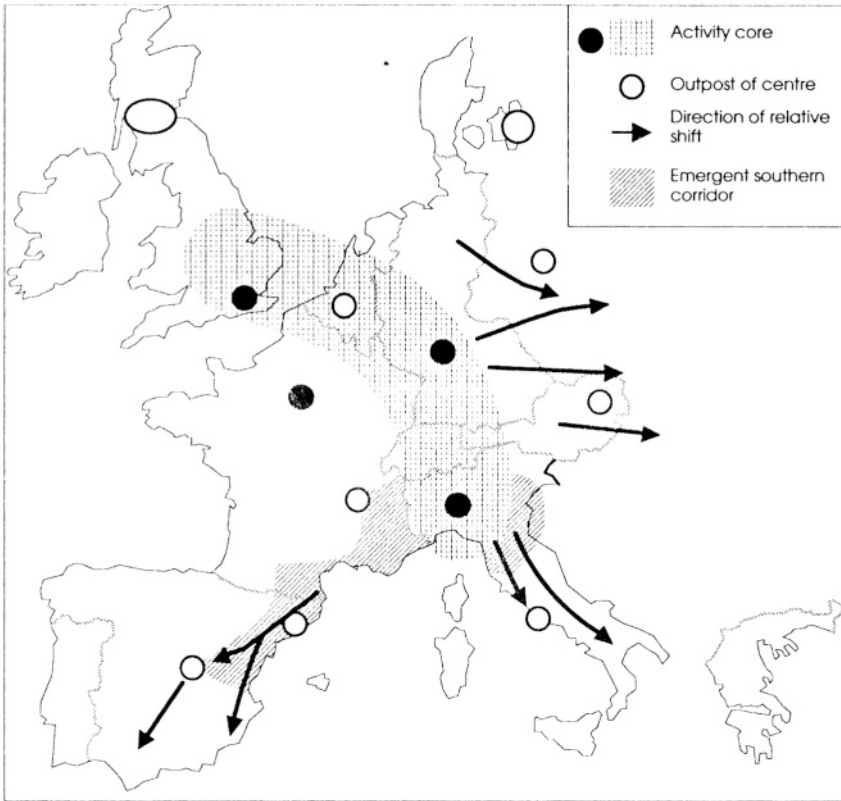 Activity core
Outpost of centre
Direction of relative
shift
Emergent southern
corridor